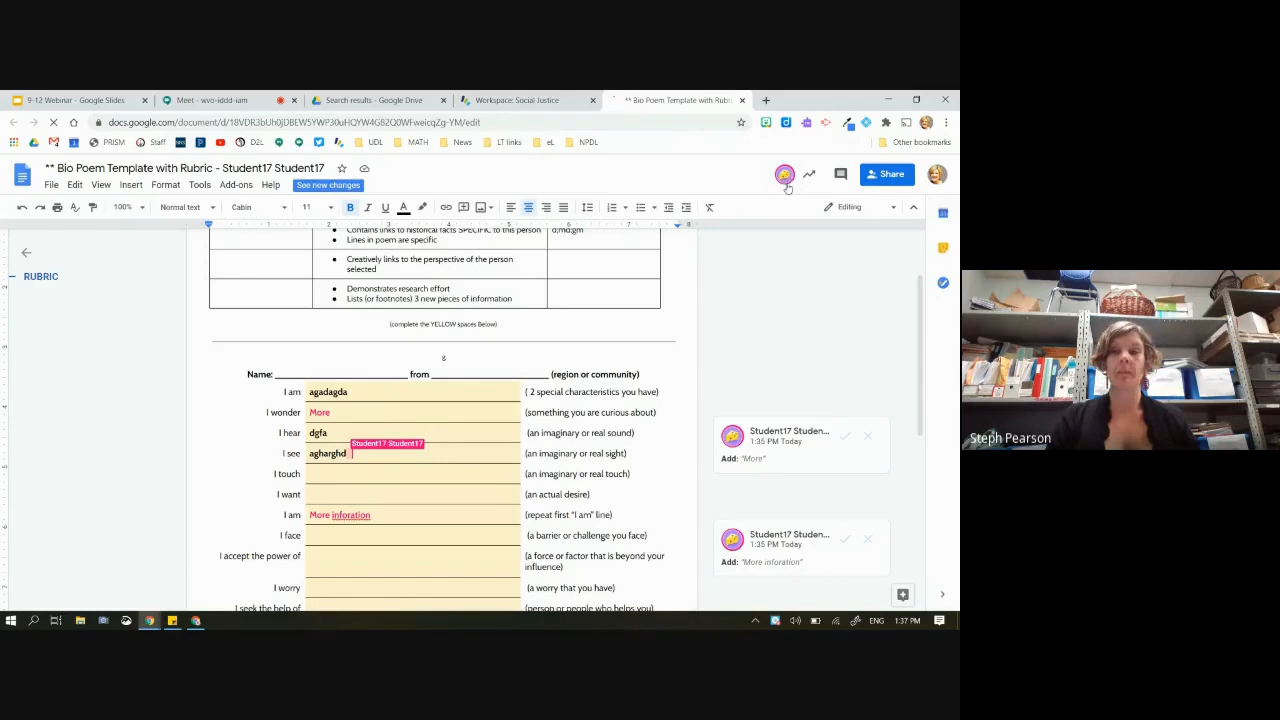 9-12 Webinar - Google Slides
Meet - wvo-iddd-iam
Search results - Google Drive
Workspace: Social Justice
** Bio Poem Template with Rubri
docs.google.com/document/d/18VDR3bUh0jDBEW5YWP30uHQYW4G82Q0WFweicqZg-YM/edit
PRISM
Staff
D2L
UDL
MATH
News
LT links
eL
NPDL
Other bookmarks
** Bio Poem Template with Rubric - Student17 Student17
File Edit View Insert Format Tools Add-ons Help
See new changes
Share
100%
Normal text
Cabin
11
B I U A
Editing
RUBRIC
Contains links to historical facts SPECIFIC to this person
Lines in poem are specific
Creatively links to the perspective of the person
selected
Demonstrates research effort
Lists (or footnotes) 3 new pieces of information
(complete the YELLOW spaces Below)
Name: ____ from ____ (region or community)
I am agadagda ( 2 special characteristics you have)
I wonder More (something you are curious about)
I hear dgfa (an imaginary or real sound)
Student17 Student17
I see agharghd (an imaginary or real sight)
I touch (an imaginary or real touch)
I want (an actual desire)
I am More inforation (repeat first "I am" line)
I face (a barrier or challenge you face)
I accept the power of (a force or factor that is beyond your
influence)
I worry (a worry that you have)
I seek the help of (person or people who helps you)
Student17 Studen...
1:35 PM Today
Add: "More"
Student17 Studen...
1:35 PM Today
Add: "More inforation"
ENG
1:37 PM
Steph Pearson